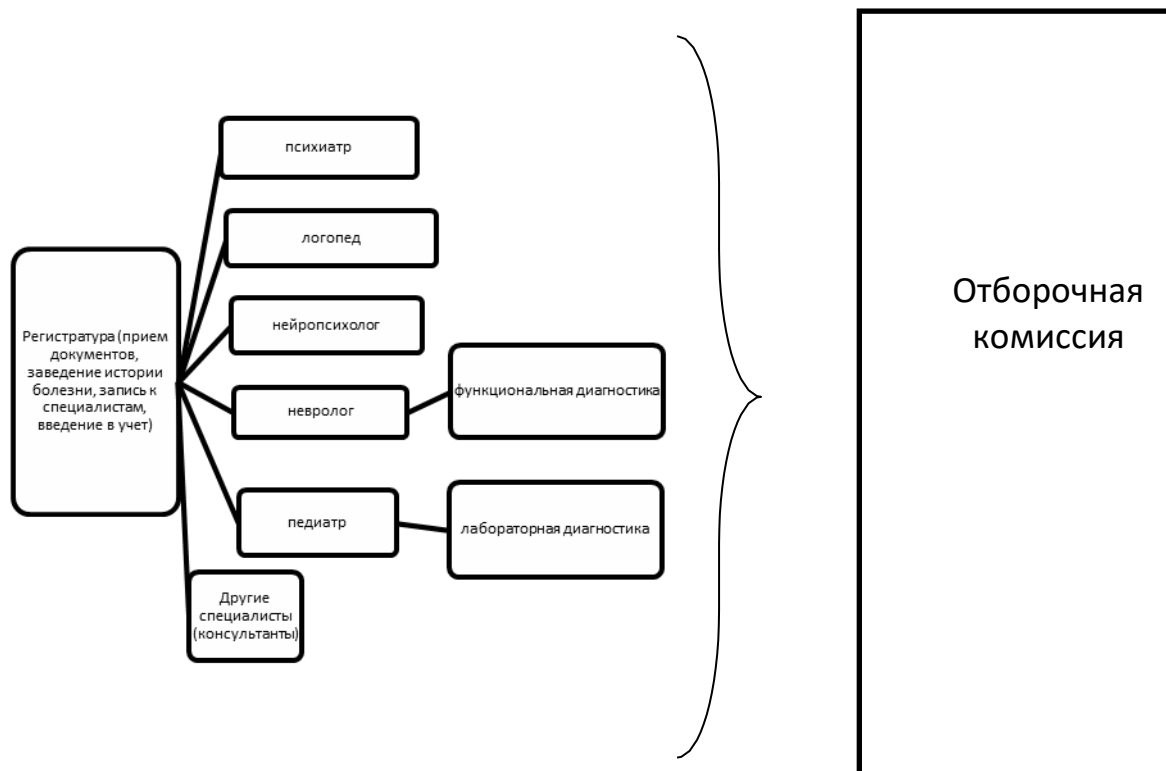 Регистратура (прием
документов,
заведение истории
болезни, запись к
специалистам,
введение в учет)
психиатр
логопед
нейропсихолог
невролог
функциональная диагностика
педиатр
лабораторная диагностика
Другие
специалисты
(консультанты)
Отборочная
комиссия